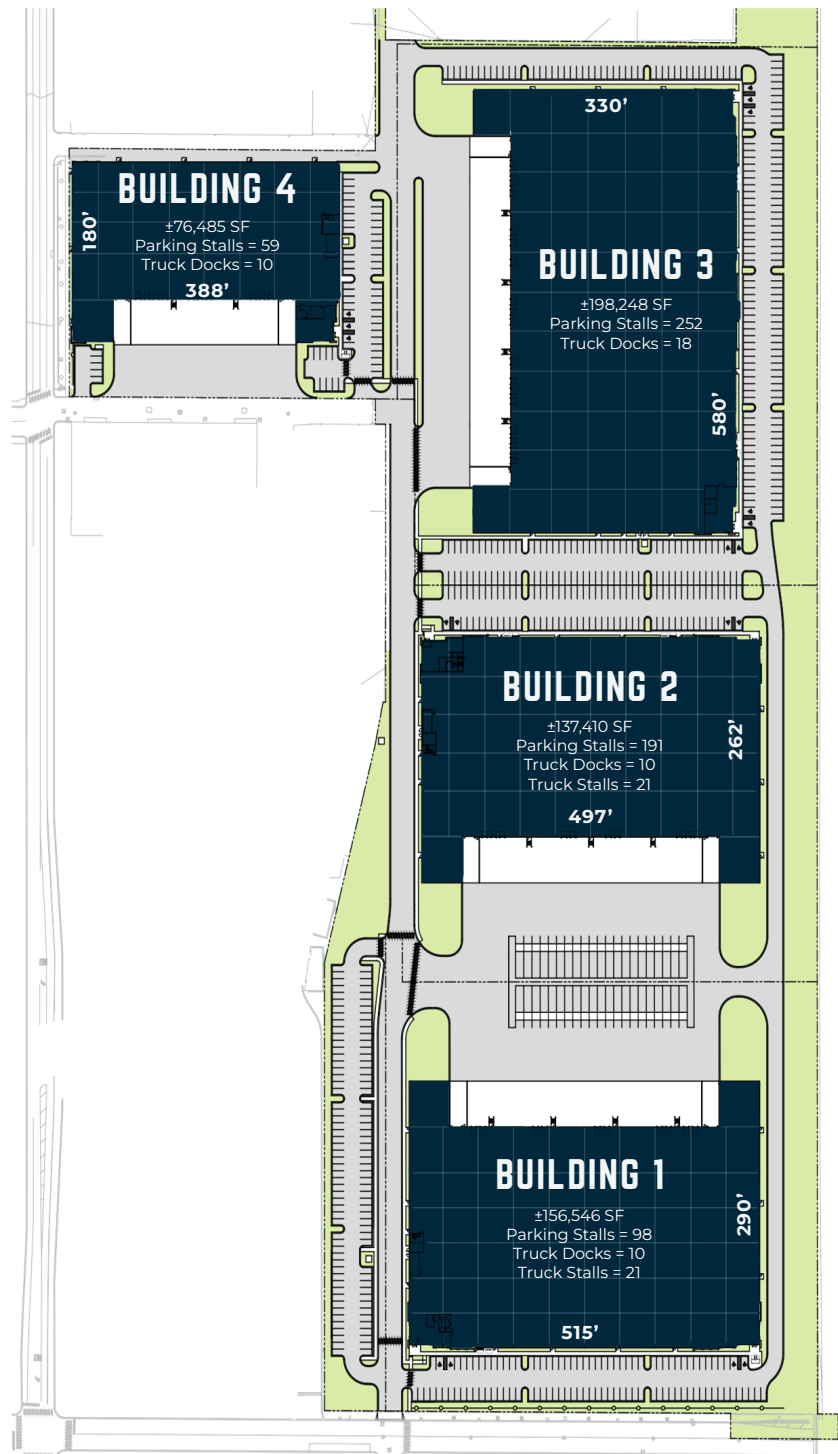 330’
BUILDING 4
±76,485 SF
Parking Stalls = 59
Truck Docks = 10
180’
388’
BUILDING 3
±198,248 SF
Parking Stalls = 252
Truck Docks = 18
580’
BUILDING 2
±137,410 SF
Parking Stalls = 191
Truck Docks = 10
Truck Stalls = 21
262’
497’
BUILDING 1
±156,546 SF
Parking Stalls = 98
Truck Docks = 10
Truck Stalls = 21
290’
515’